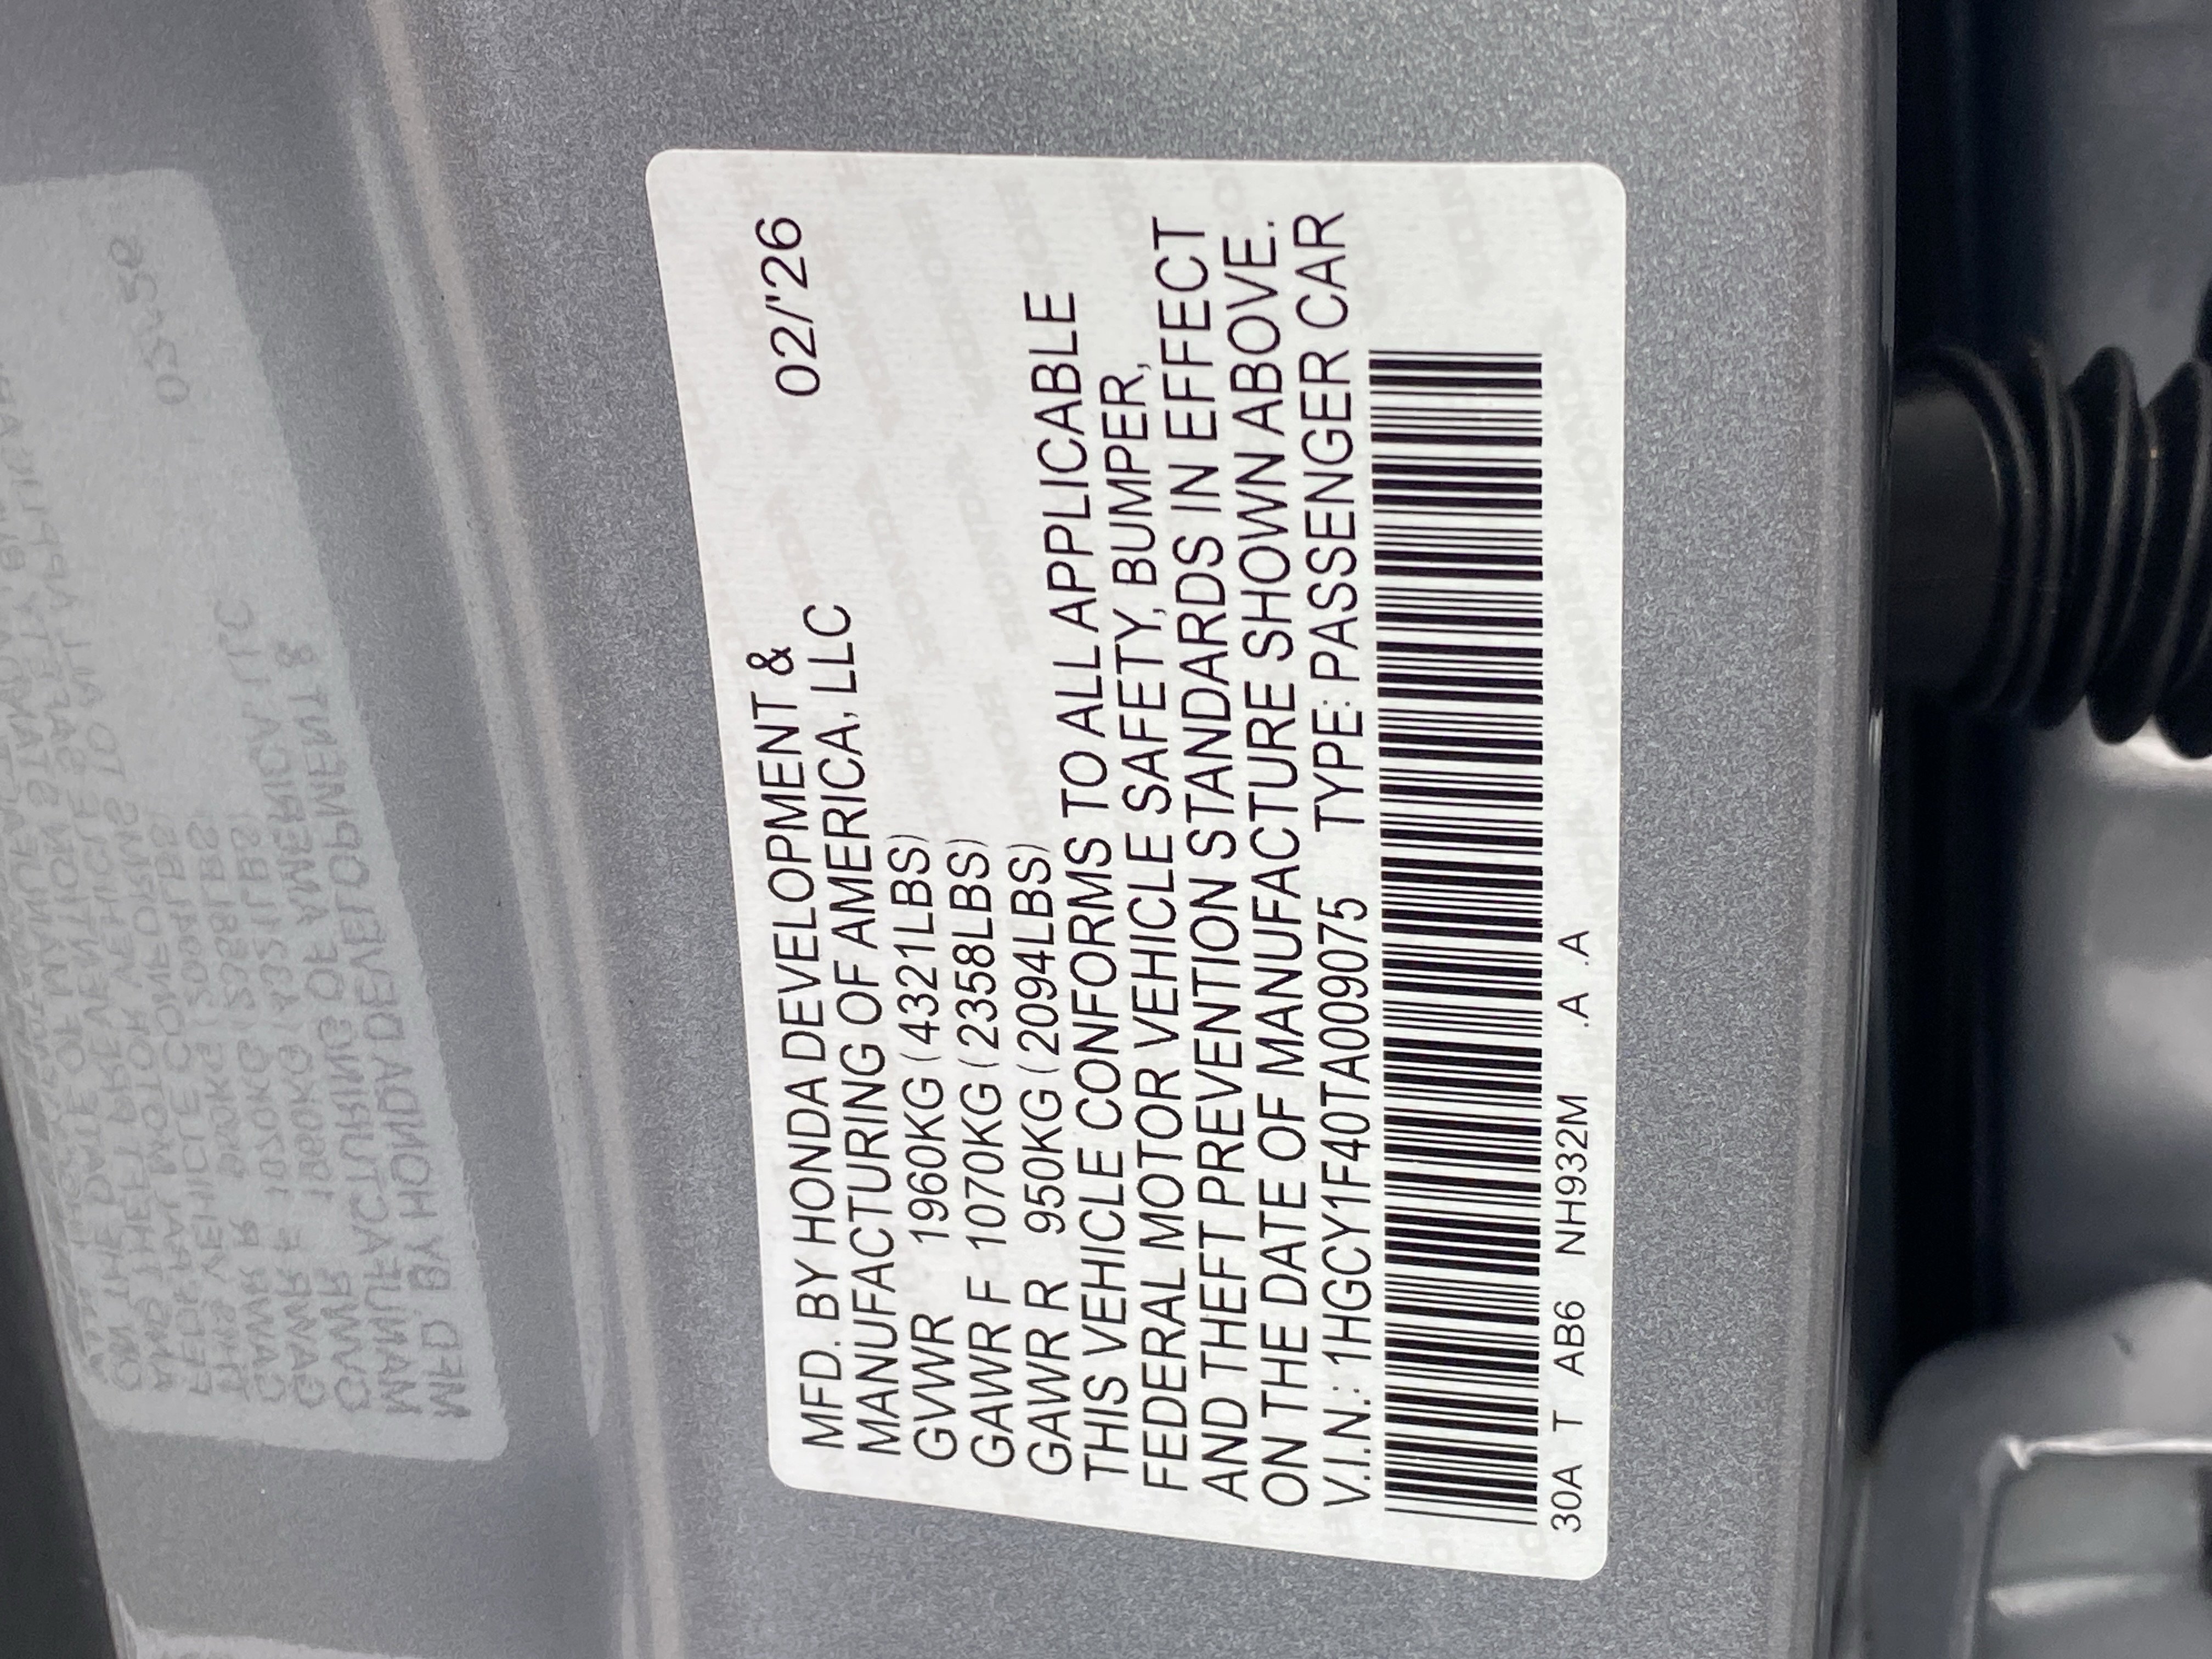 MFD. BY HONDA DEVELOPMENT & 02/'26
MANUFACTURING OF AMERICA, LLC
GVWR 1960KG (4321LBS)
GAWR F 1070KG (2358LBS)
GAWR R 950KG (2094LBS)
THIS VEHICLE CONFORMS TO ALL APPLICABLE
FEDERAL MOTOR VEHICLE SAFETY, BUMPER,
AND THEFT PREVENTION STANDARDS IN EFFECT
ON THE DATE OF MANUFACTURE SHOWN ABOVE.
V.I.N.: 1HGCY1F40TA009075 TYPE: PASSENGER CAR
30A T AB6 NH932M .A .A